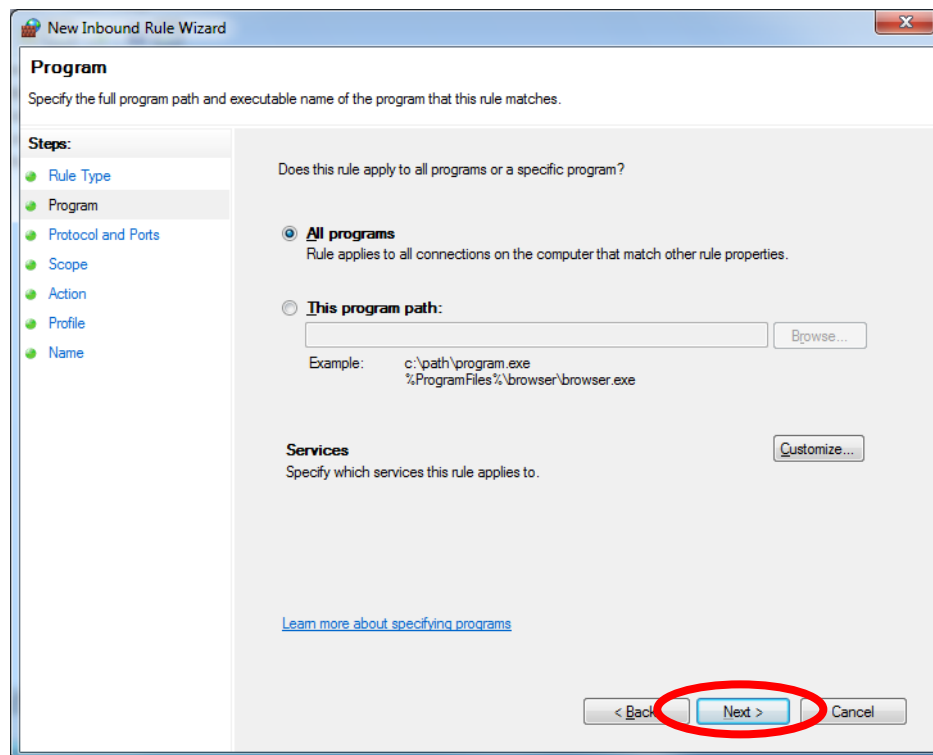 New Inbound Rule Wizard
Program
Specify the full program path and executable name of the program that this rule matches.
Steps:
Rule Type
Program
Protocol and Ports
Scope
Action
Profile
Name
Does this rule apply to all programs or a specific program?
All programs
Rule applies to all connections on the computer that match other rule properties.
This program path:
Browse...
Example: c:\path\program.exe
%ProgramFiles%\browser\browser.exe
Services
Customize...
Specify which services this rule applies to.
Learn more about specifying programs
< Back Next > Cancel